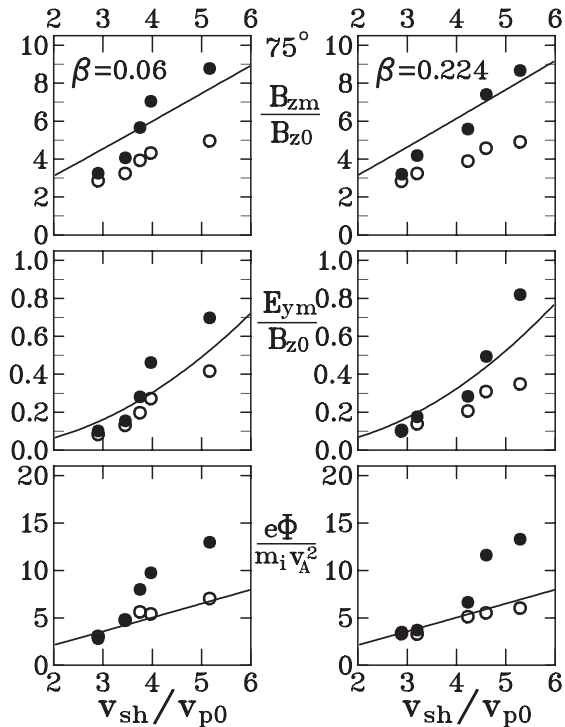 2 3 4 5 6 2 3 4 5 6
10 β=0.06 75° 10 β=0.224
8 B_zm/B_z0 8
6 6
4 4
2 2
0 0
1.0 1.0
0.8 E_ym/B_z0 0.8
0.6 0.6
0.4 0.4
0.2 0.2
0.0 0.0
20 20
15 eΦ/m_i v_A^2 15
10 10
5 5
0 0
2 3 4 5 6 2 3 4 5 6
v_sh/v_p0 v_sh/v_p0